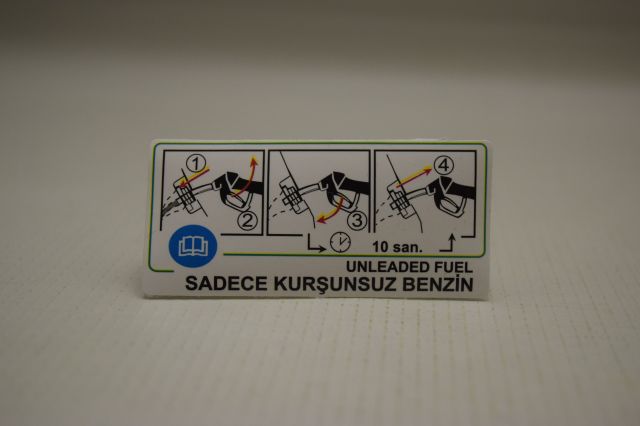 1
2
3
4
10 san.
UNLEADED FUEL
SADECE KURŞUNSUZ BENZİN